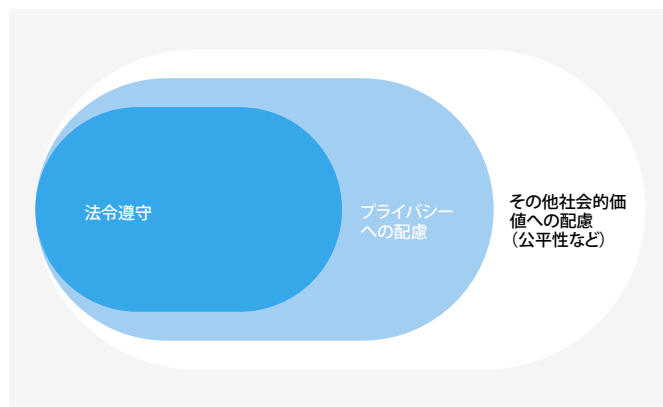 法令遵守
プライバシー
への配慮
その他社会的価
値への配慮
（公平性など）